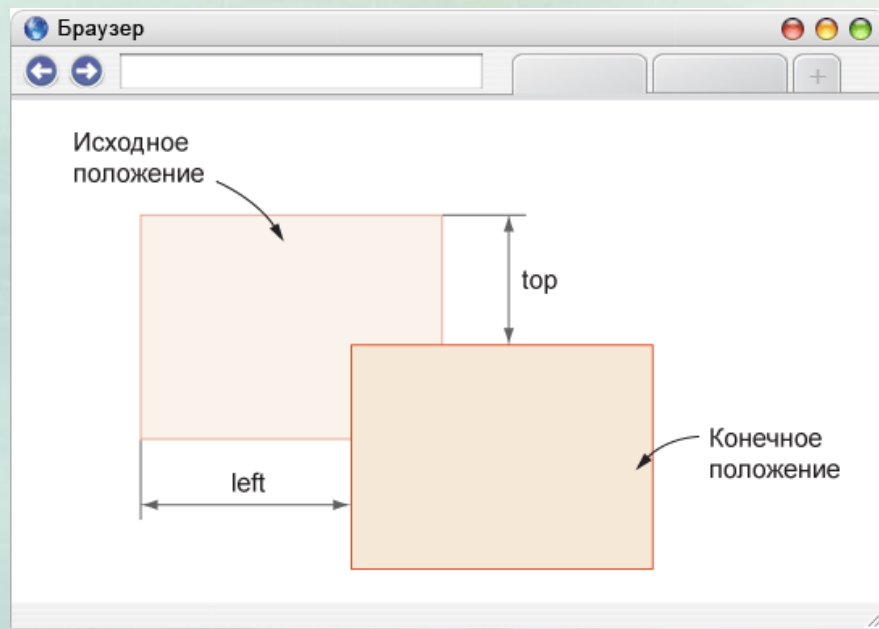 Браузер
Исходное
положение
top
left
Конечное
положение